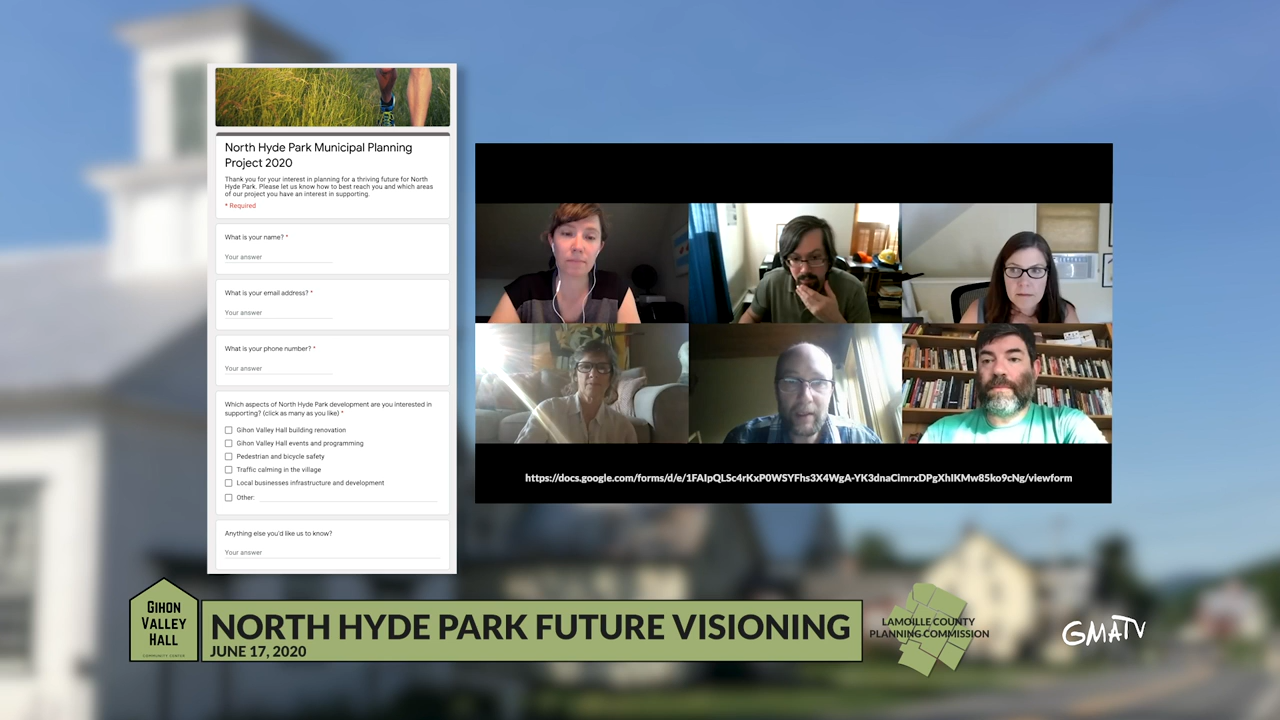 North Hyde Park Municipal Planning
Project 2020
Thank you for your interest in planning for a thriving future for North
Hyde Park. Please let us know how to best reach you and which areas
of our project you have an interest in supporting.
* Required
What is your name? *
Your answer
What is your email address? *
Your answer
What is your phone number? *
Your answer
Which aspects of North Hyde Park development are you interested in
supporting? (click as many as you like) *
Gihon Valley Hall building renovation
Gihon Valley Hall events and programming
Pedestrian and bicycle safety
Traffic calming in the village
Local businesses infrastructure and development
Other:
Anything else you'd like us to know?
Your answer
https://docs.google.com/forms/d/e/1FAIpQLSc4rKxP0WSYFhs3X4WgA-YK3dnaCimrxDPgXhIKMw85ko9cNg/viewform
GIHON
VALLEY
HALL
COMMUNITY CENTER
NORTH HYDE PARK FUTURE VISIONING
JUNE 17, 2020
LAMOILLE COUNTY
PLANNING COMMISSION
GMATV